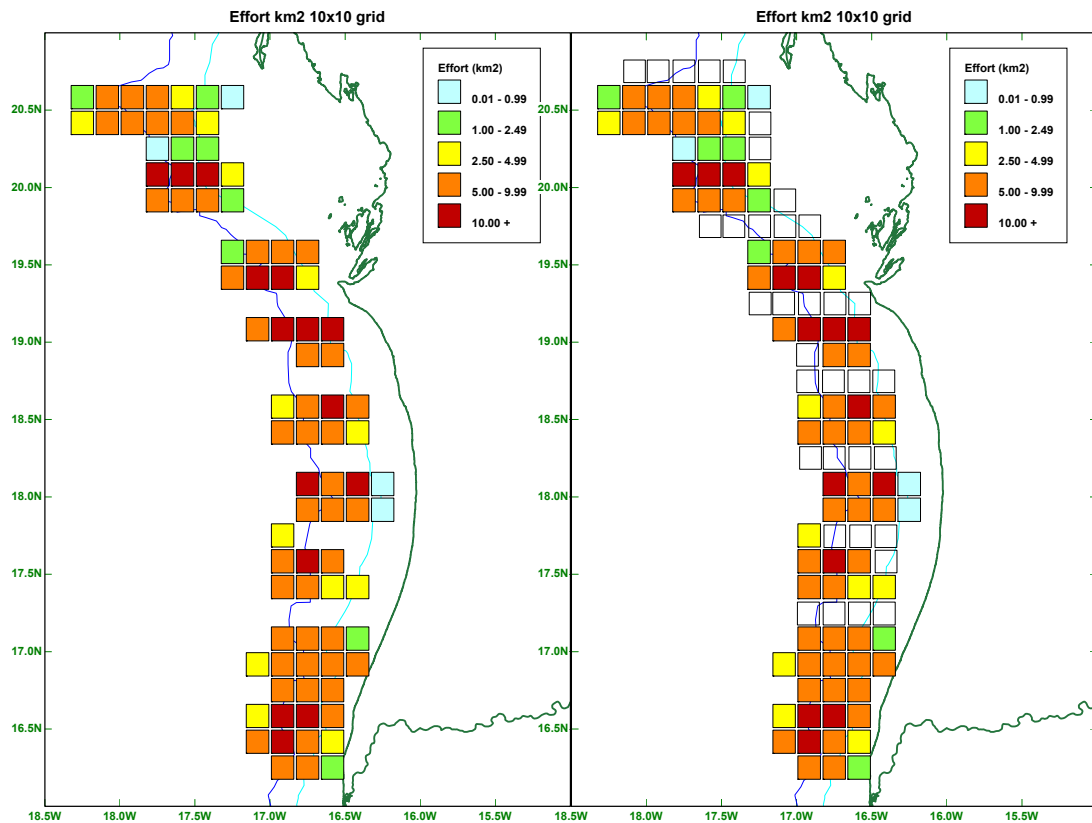 Effort km2 10x10 grid
Effort (km2)
0.01 - 0.99
1.00 - 2.49
2.50 - 4.99
5.00 - 9.99
10.00 +
20.5N
20.0N
19.5N
19.0N
18.5N
18.0N
17.5N
17.0N
16.5N
18.5W
18.0W
17.5W
17.0W
16.5W
16.0W
15.5W
Effort km2 10x10 grid
Effort (km2)
0.01 - 0.99
1.00 - 2.49
2.50 - 4.99
5.00 - 9.99
10.00 +
20.5N
20.0N
19.5N
19.0N
18.5N
18.0N
17.5N
17.0N
16.5N
18.5W
18.0W
17.5W
17.0W
16.5W
16.0W
15.5W